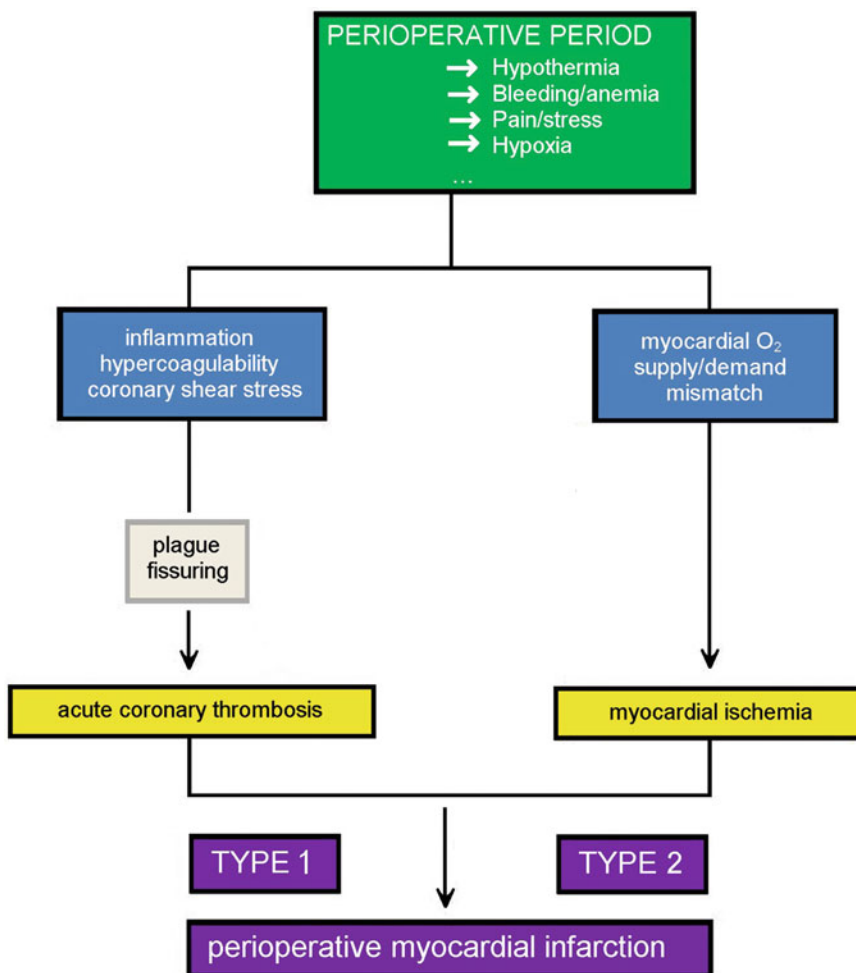 PERIOPERATIVE PERIOD
→ Hypothermia
→ Bleeding/anemia
→ Pain/stress
→ Hypoxia
...
inflammation
hypercoagulability
coronary shear stress
myocardial O₂
supply/demand
mismatch
plague
fissuring
acute coronary thrombosis
myocardial ischemia
TYPE 1
TYPE 2
perioperative myocardial infarction